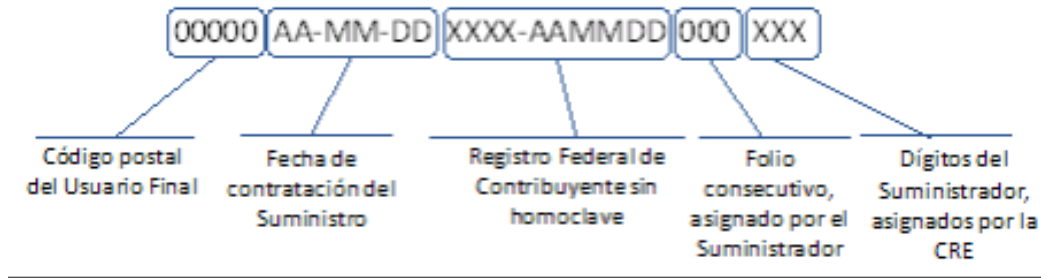 00000 AA-MM-DD XXXX-AAMMDD 000 XXX
Código postal
del Usuario Final
Fecha de
contratación del
Suministro
Registro Federal de
Contribuyente sin
homoclave
Folio
consecutivo,
asignado por el
Suministrador
Dígitos del
Suministrador,
asignados por la
CRE